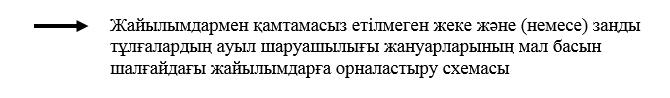 Жайылымдармен қамтамасыз етілмеген жеке және (немесе) заңды
тұлғалардың ауыл шаруашылығы жануарларының мал басын
шалғайдағы жайылымдарға орналастыру схемасы